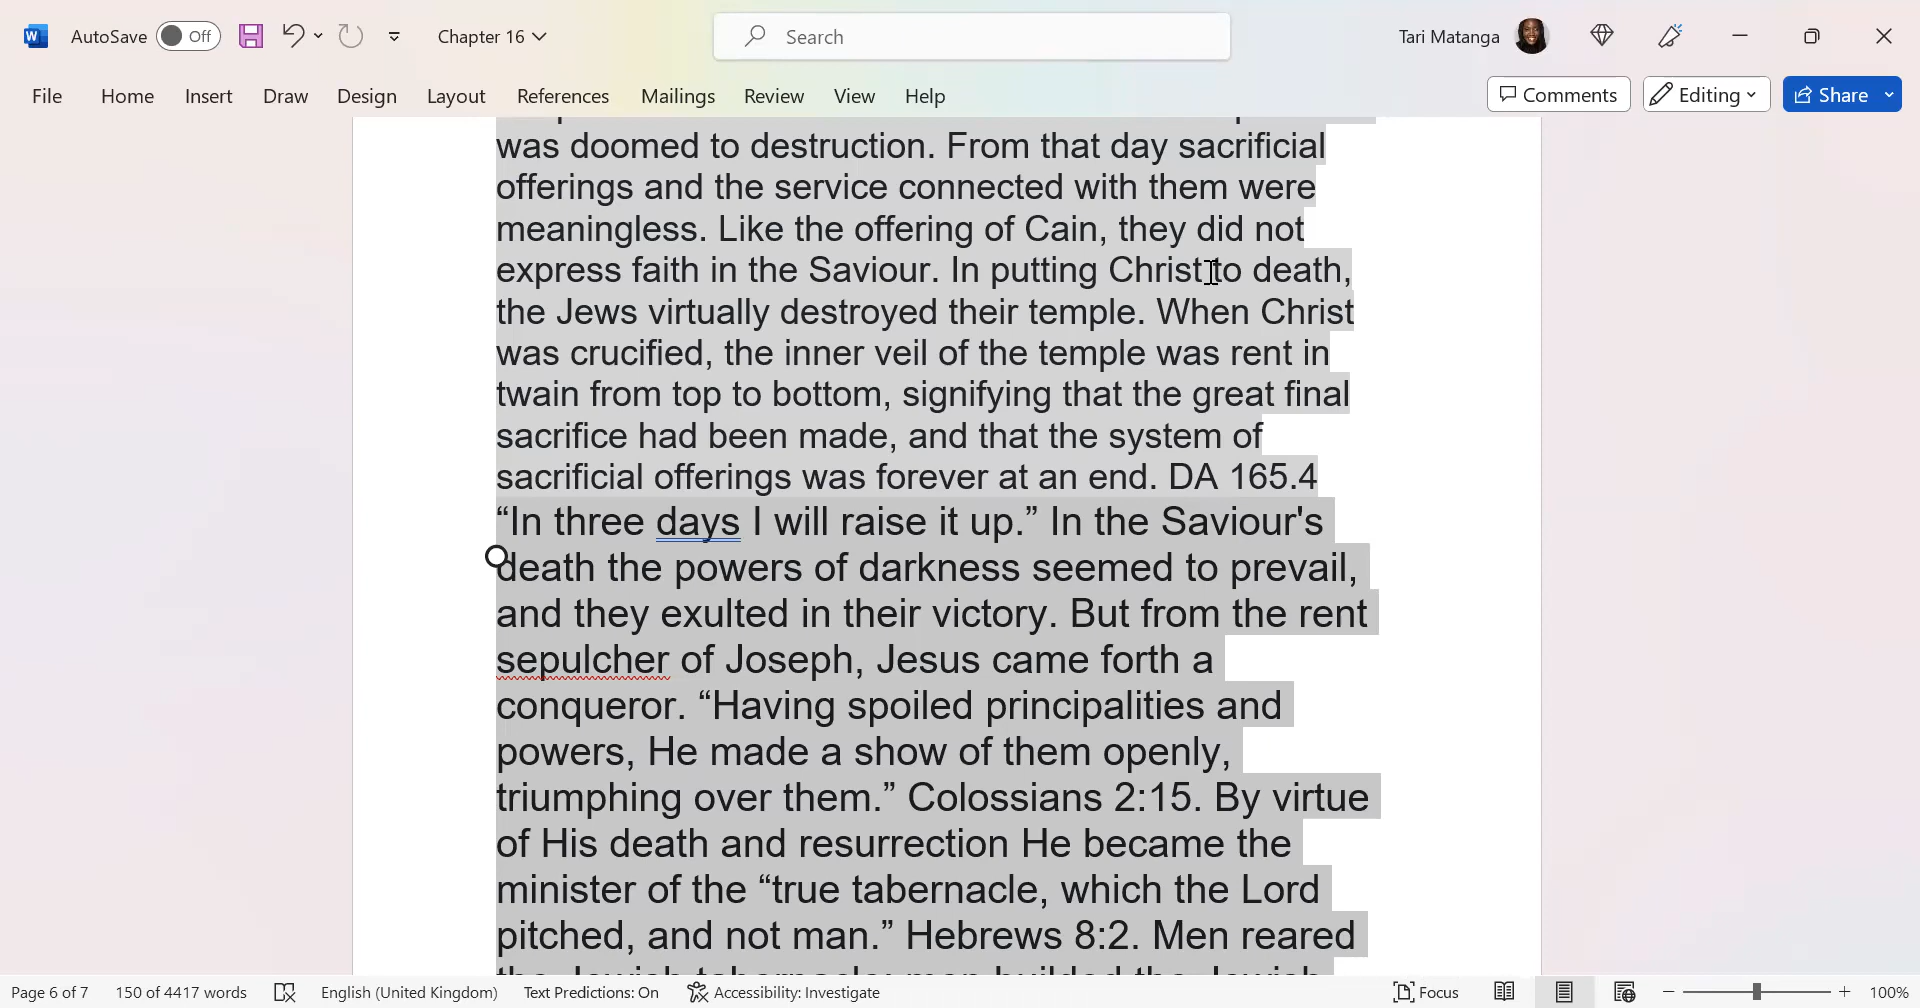 AutoSave Off Chapter 16 Search Tari Matanga
File Home Insert Draw Design Layout References Mailings Review View Help Comments Editing Share
was doomed to destruction. From that day sacrificial
offerings and the service connected with them were
meaningless. Like the offering of Cain, they did not
express faith in the Saviour. In putting Christ to death,
the Jews virtually destroyed their temple. When Christ
was crucified, the inner veil of the temple was rent in
twain from top to bottom, signifying that the great final
sacrifice had been made, and that the system of
sacrificial offerings was forever at an end. DA 165.4
“In three days I will raise it up.” In the Saviour's
death the powers of darkness seemed to prevail,
and they exulted in their victory. But from the rent
sepulcher of Joseph, Jesus came forth a
conqueror. “Having spoiled principalities and
powers, He made a show of them openly,
triumphing over them.” Colossians 2:15. By virtue
of His death and resurrection He became the
minister of the “true tabernacle, which the Lord
pitched, and not man.” Hebrews 8:2. Men reared
the Jewish tabernacle; men builded the Jewish
Page 6 of 7 150 of 4417 words English (United Kingdom) Text Predictions: On Accessibility: Investigate Focus 100%